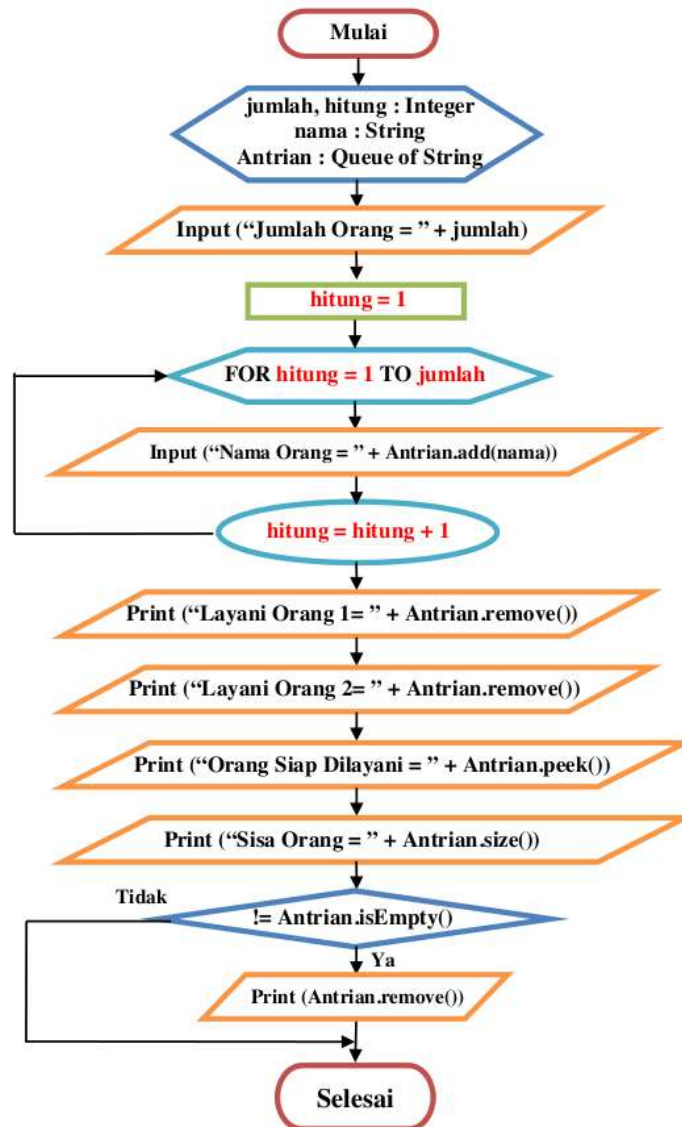 Mulai
jumlah, hitung : Integer
nama : String
Antrian : Queue of String
Input (“Jumlah Orang = ” + jumlah)
hitung = 1
FOR hitung = 1 TO jumlah
Input (“Nama Orang = ” + Antrian.add(nama))
hitung = hitung + 1
Print (“Layani Orang 1= ” + Antrian.remove())
Print (“Layani Orang 2= ” + Antrian.remove())
Print (“Orang Siap Dilayani = ” + Antrian.peek())
Print (“Sisa Orang = ” + Antrian.size())
Tidak
!= Antrian.isEmpty()
Ya
Print (Antrian.remove())
Selesai